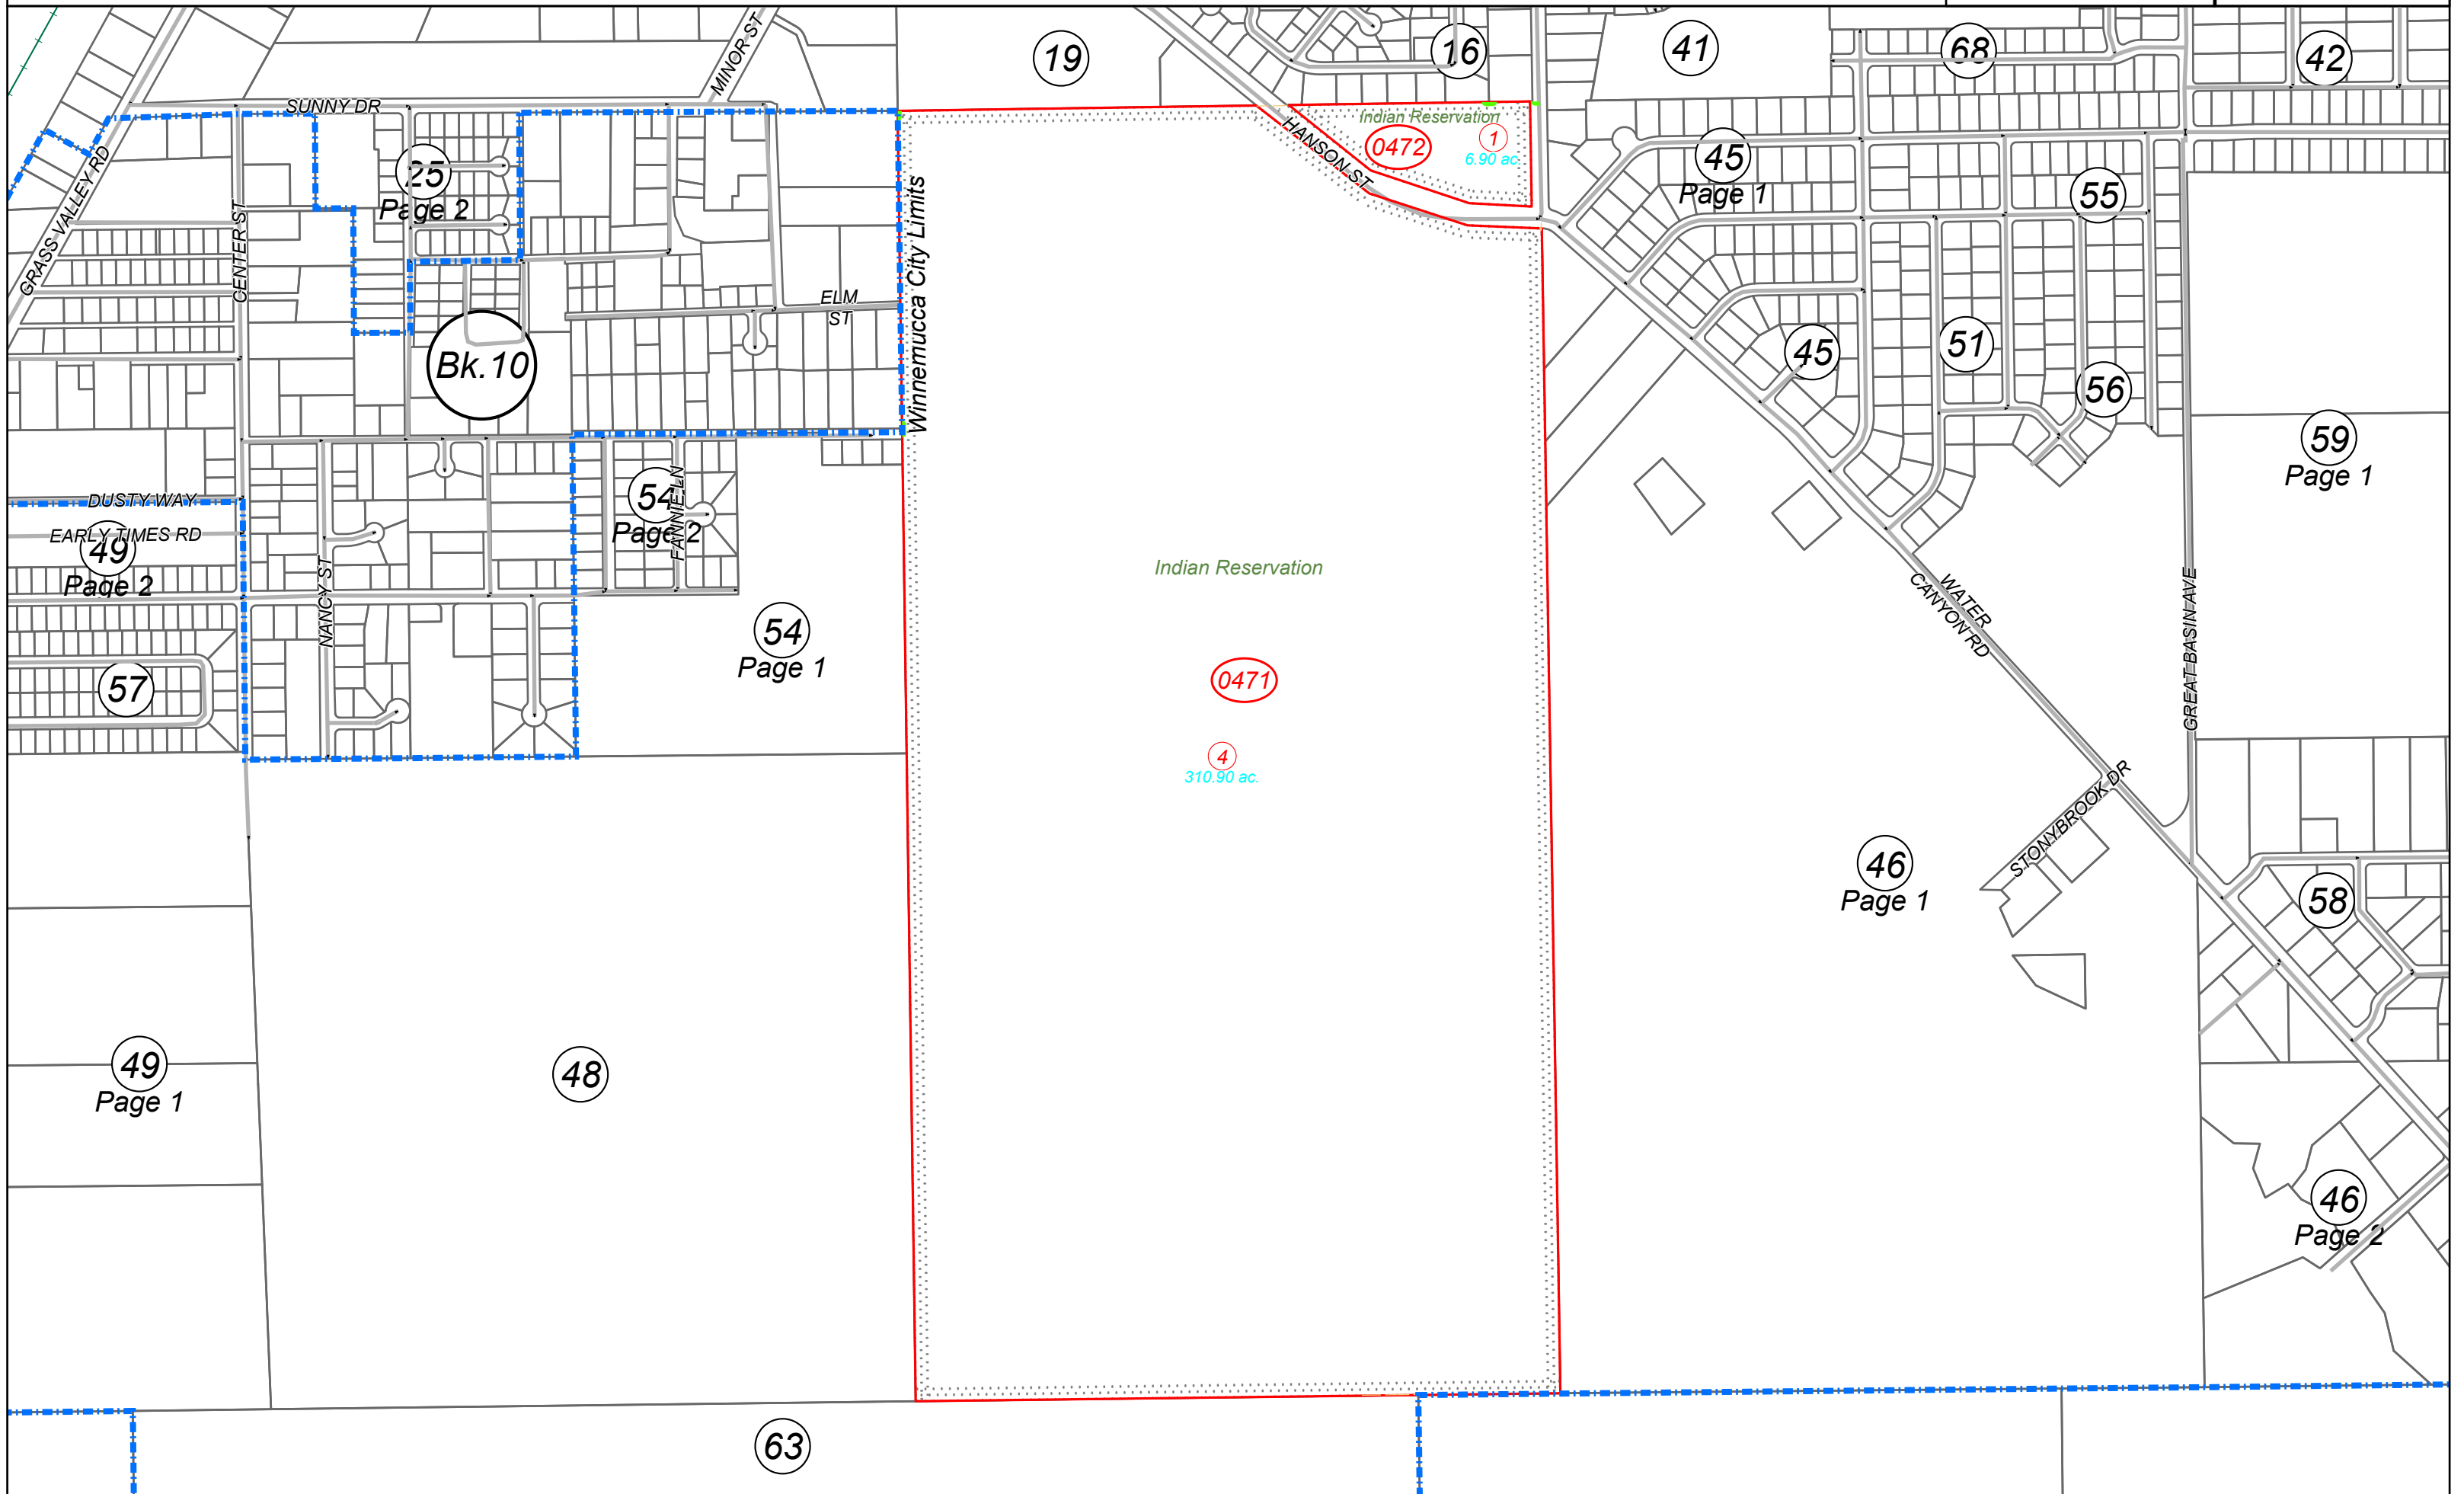 MINOR ST
19
16
41
68
42
SUNNY DR
Indian Reservation
HANSON ST
0472
1
6.90 ac.
45
Page 1
25
Page 2
55
GRASS VALLEY RD
CENTER ST
Winnemucca City Limits
ELM
ST
Bk.10
45
51
56
59
Page 1
DUSTY WAY
EARLY TIMES RD
49
Page 2
54
Page 2
FANNIE LN
NANCY ST
Indian Reservation
54
Page 1
WATER
CANYON RD
GREAT BASIN AVE
57
0471
4
310.90 ac.
STONYBROOK DR
46
Page 1
58
49
Page 1
48
46
Page 2
63